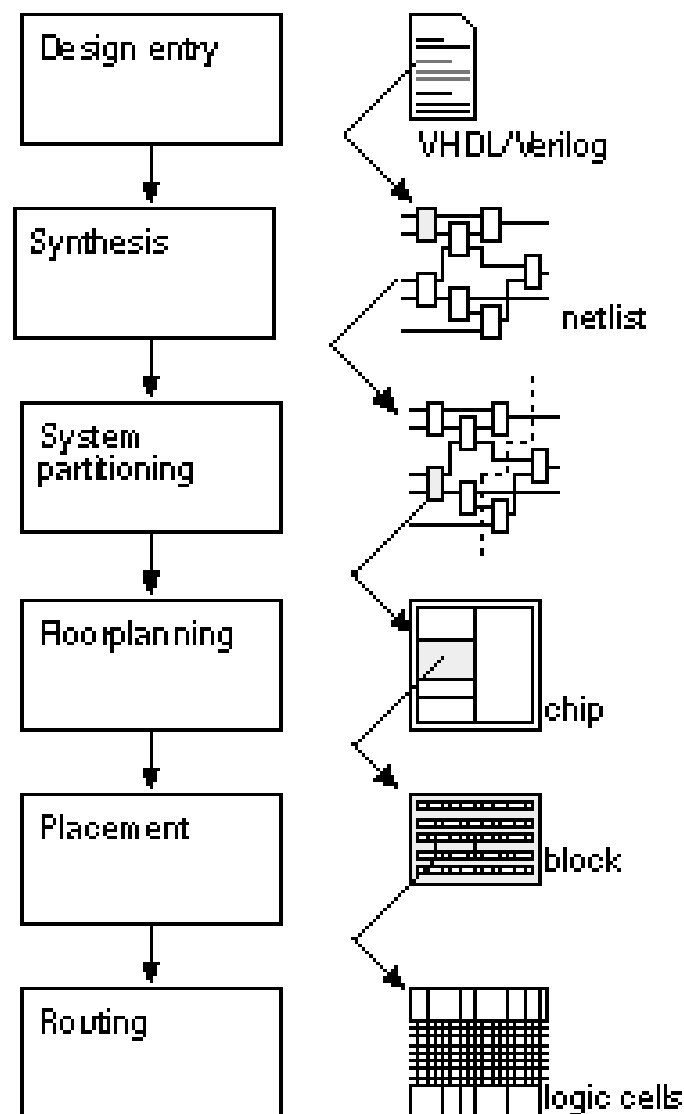 Design entry
VHDL/Verilog
Synthesis
netlist
System
partitioning
Floorplanning
chip
Placement
block
Routing
logic cells